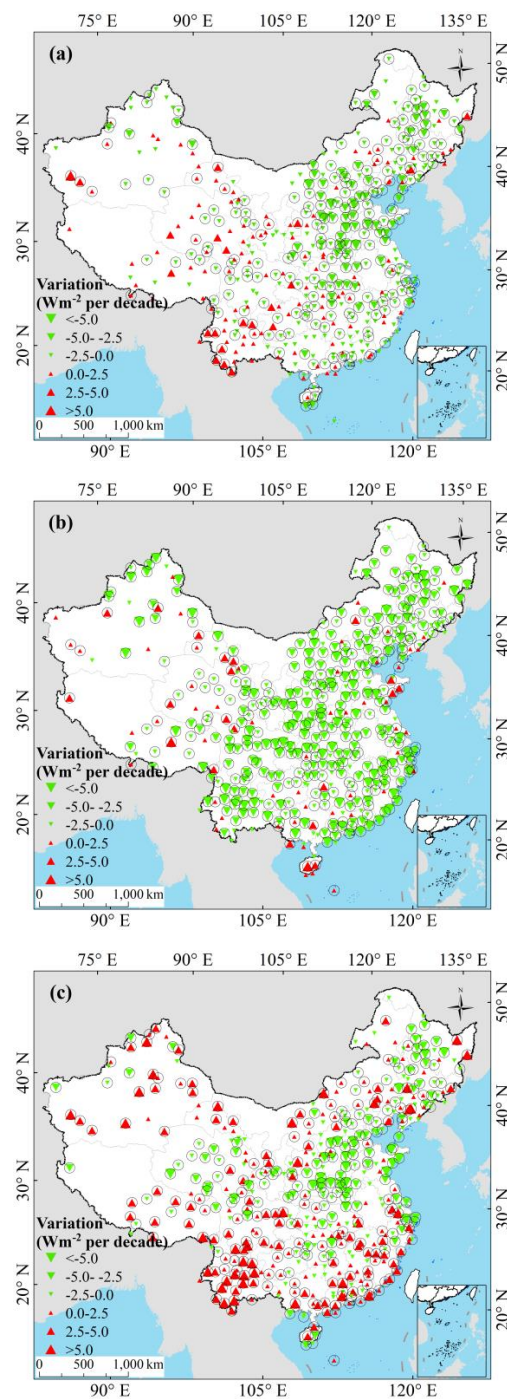 75° E 90° E 105° E 120° E 135° E
(a)
N
50° N
40° N
40° N
30° N
30° N
Variation
(Wm⁻² per decade)
<-5.0
-5.0- -2.5
-2.5-0.0
20° N
0.0-2.5
20° N
2.5-5.0
>5.0
0 500 1,000 km
90° E 105° E 120° E
75° E 90° E 105° E 120° E 135° E
(b)
N
50° N
40° N
40° N
30° N
30° N
Variation
(Wm⁻² per decade)
<-5.0
-5.0- -2.5
-2.5-0.0
20° N
0.0-2.5
20° N
2.5-5.0
>5.0
0 500 1,000 km
90° E 105° E 120° E
75° E 90° E 105° E 120° E 135° E
(c)
N
50° N
40° N
40° N
30° N
30° N
Variation
(Wm⁻² per decade)
<-5.0
-5.0- -2.5
-2.5-0.0
20° N
0.0-2.5
20° N
2.5-5.0
>5.0
0 500 1,000 km
90° E 105° E 120° E